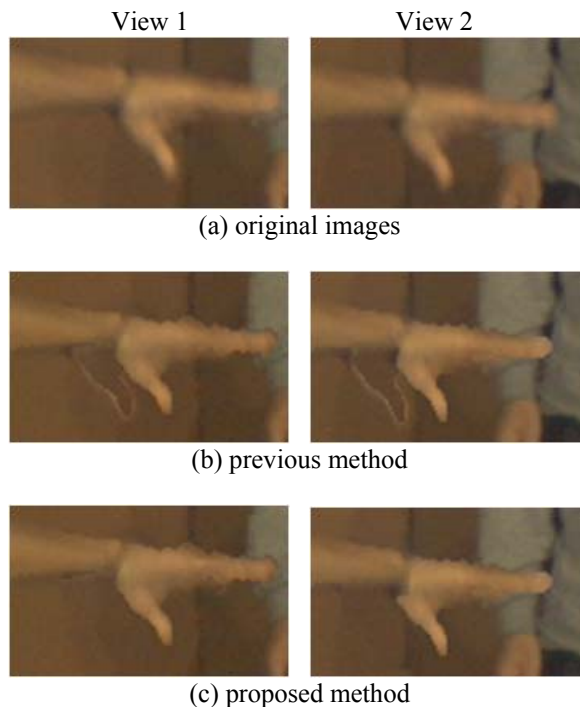 View 1 View 2
(a) original images
(b) previous method
(c) proposed method